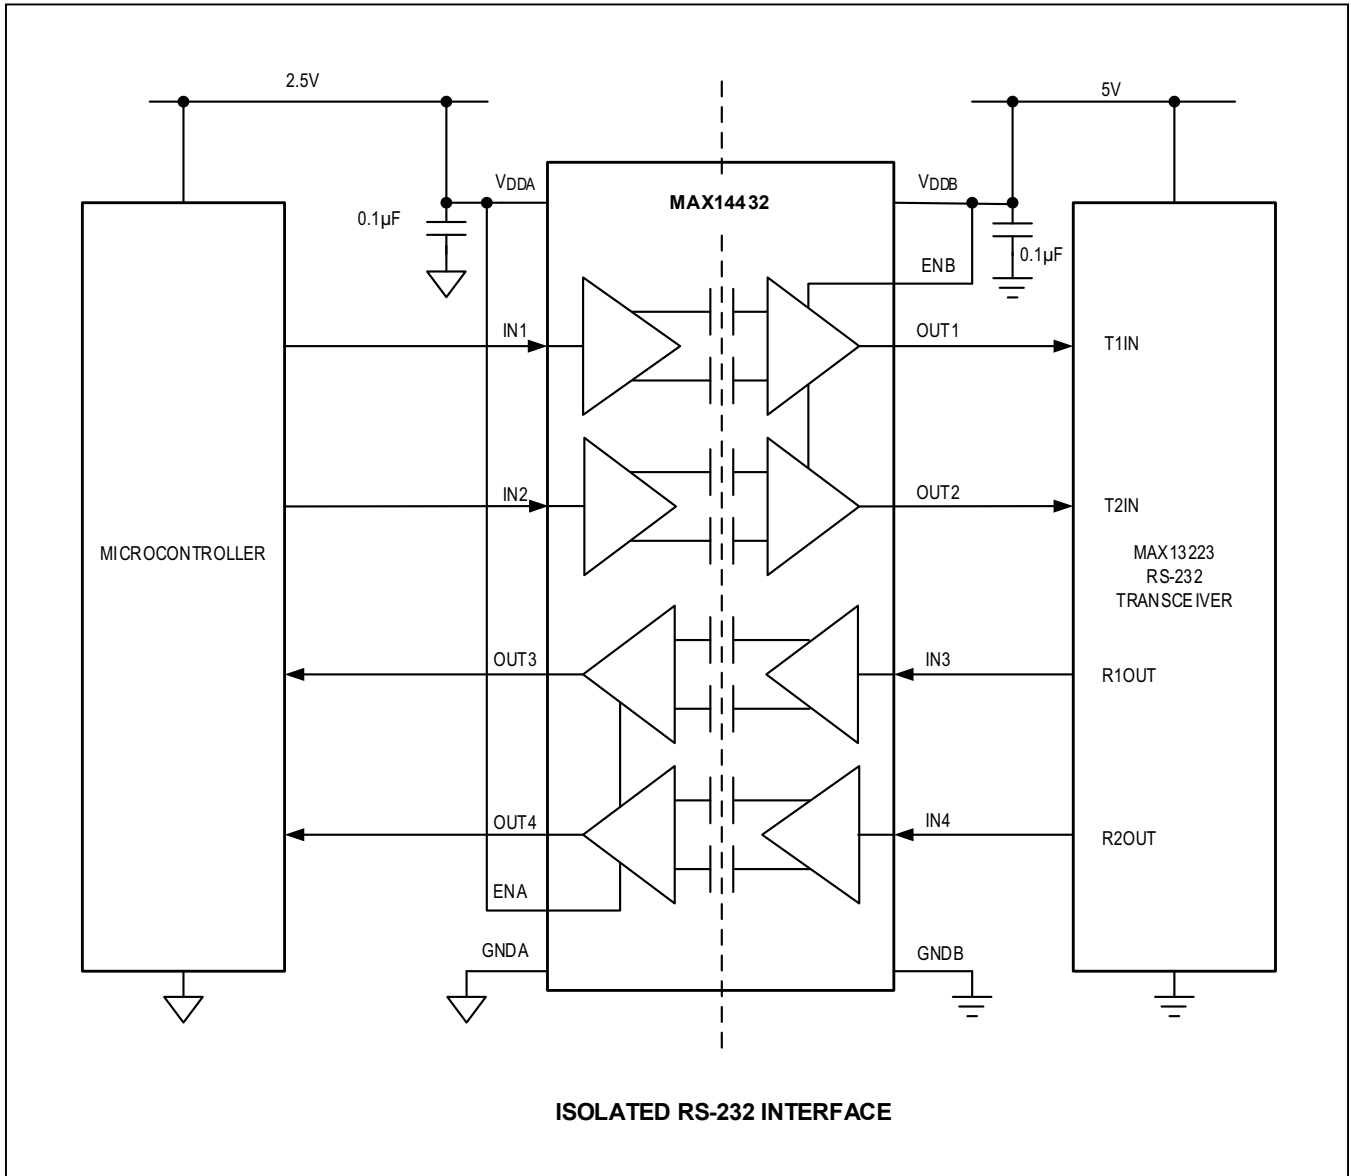 2.5V
5V
VDDA
MAX14432
VDDB
0.1µF
0.1µF
ENB
IN1
OUT1
T1IN
IN2
OUT2
T2IN
MICROCONTROLLER
MAX13223
RS-232
TRANSCEIVER
OUT3
IN3
R1OUT
OUT4
IN4
R2OUT
ENA
GNDA
GNDB
ISOLATED RS-232 INTERFACE